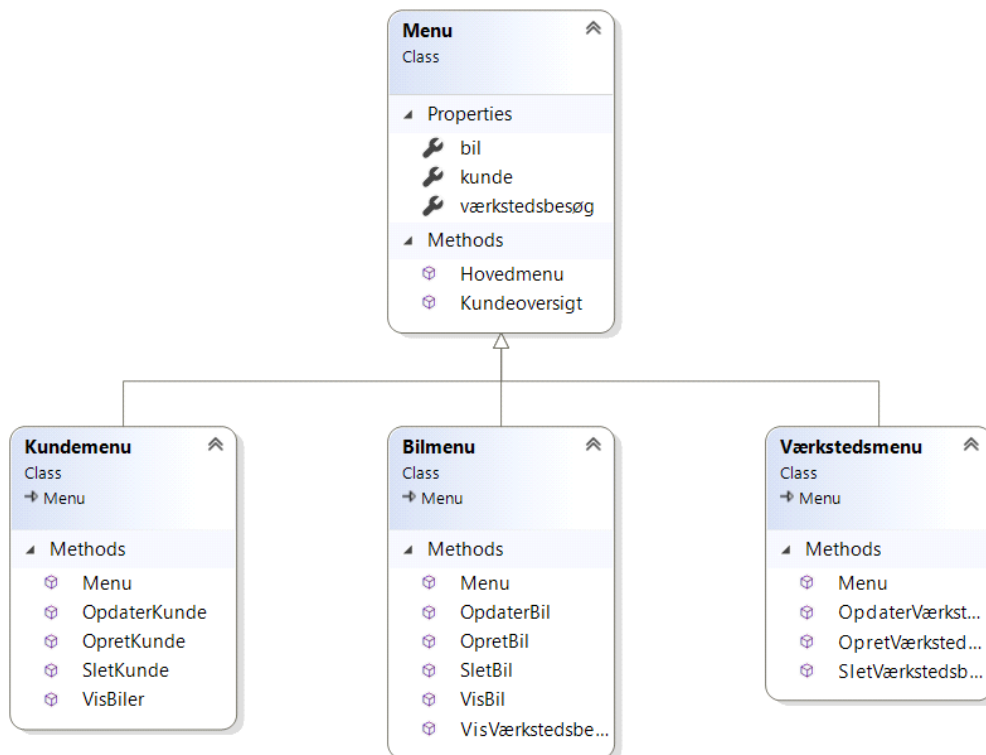 Menu
Class
Properties
bil
kunde
værkstedsbesøg
Methods
Hovedmenu
Kundeoversigt
Kundemenu
Class
Menu
Methods
Menu
OpdaterKunde
OpretKunde
SletKunde
VisBiler
Bilmenu
Class
Menu
Methods
Menu
OpdaterBil
OpretBil
SletBil
VisBil
VisVærkstedsbe...
Værkstedsmenu
Class
Menu
Methods
Menu
OpdaterVærkst...
OpretVærksted...
SletVærkstedsb...